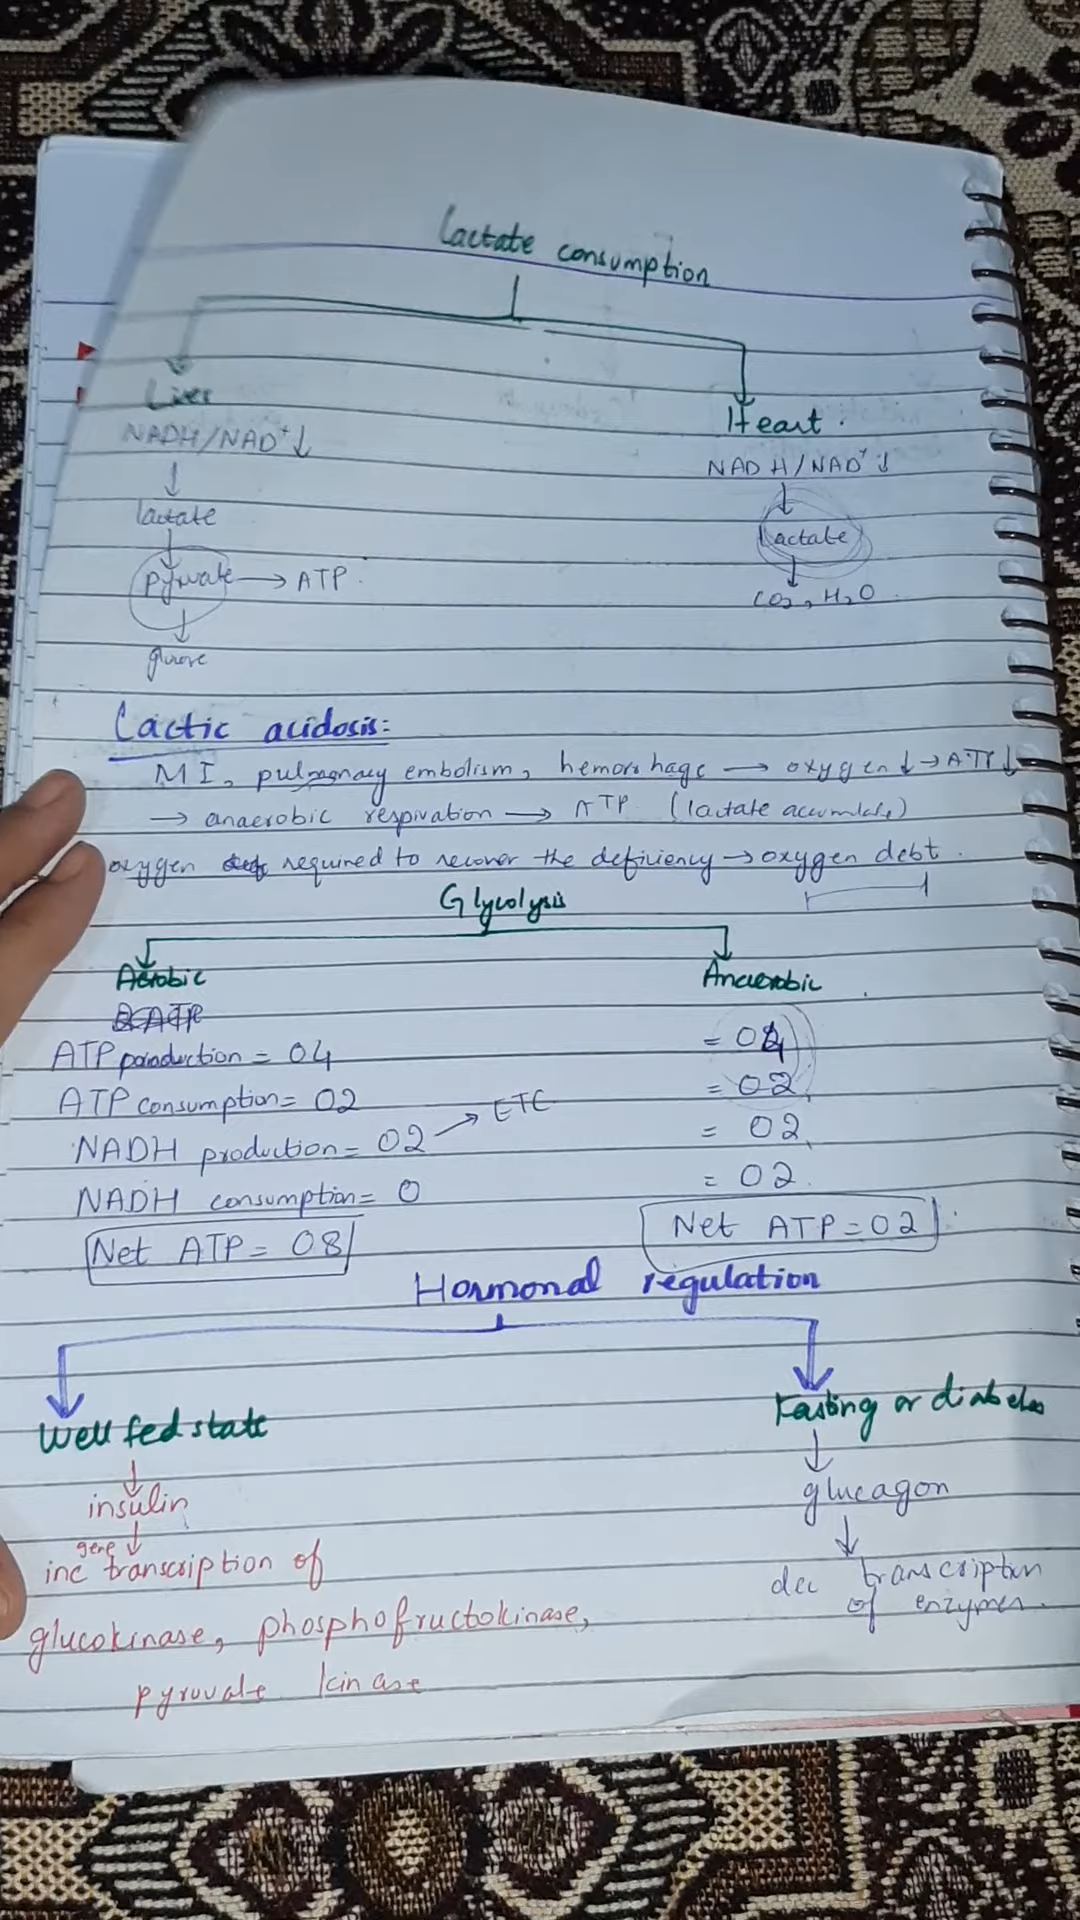 Lactate consumption
Liver
Heart.
NADH/NAD⁺↓
NADH/NAD⁺↓
↓
↓
lactate
Lactate
↓
↓
pyruvate → ATP.
CO2, H2O
↓
Lactic acidosis:
MI, pulmonary embolism, hemorrhage → oxygen↓→ATP↓
→ anaerobic respiration → ATP (lactate
oxygen required to recover the deficiency→oxygen debt.
Glycolysis
Aerobic
Anaerobic
ATP production = 04
= 04
ATP consumption = 02
= 02
NADH production = 02 → ETC
= 02
NADH consumption = 0
= 02
Net ATP = 08
Net ATP = 02
Hormonal regulation
Well fed state
Fasting or diabetes
↓
↓
insulin
glucagon
↓
↓
gene
inc transcription of
dec transcription
of enzymes.
glucokinase, phosphofructokinase,
pyruvate kinase